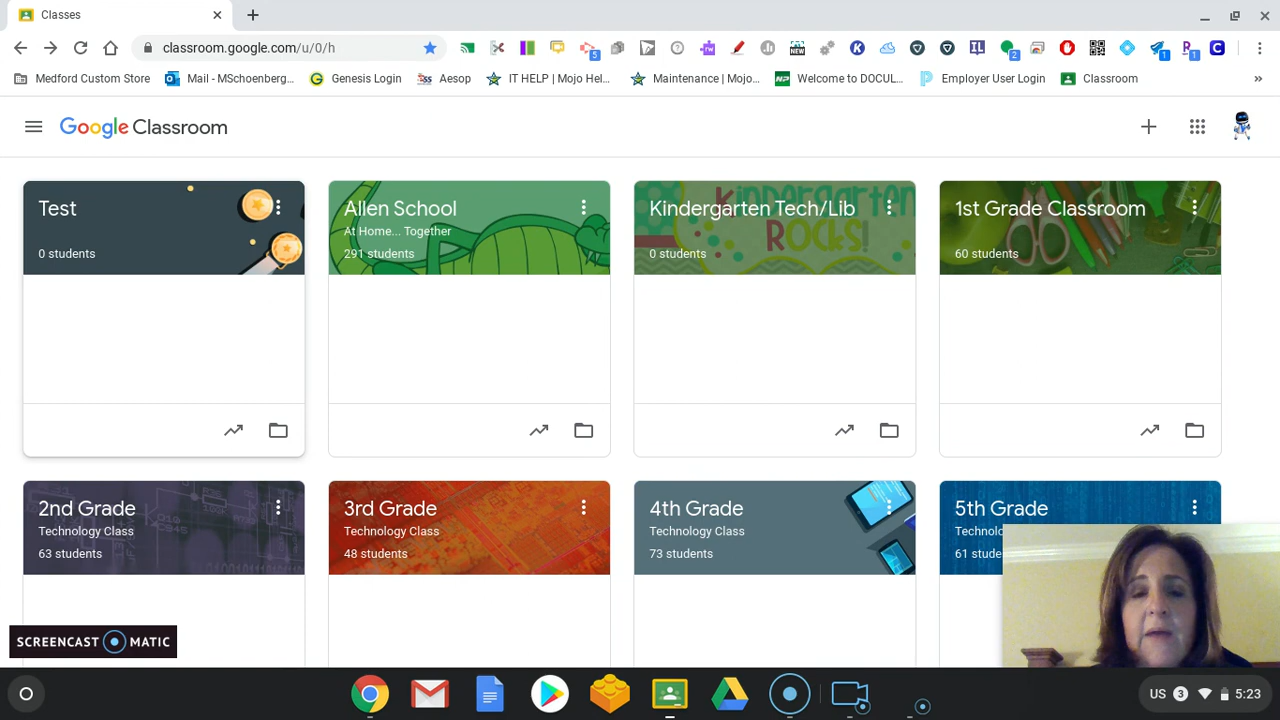 Classes
classroom.google.com/u/0/h
Medford Custom Store
Mail - MSchoenberg...
Genesis Login
Aesop
IT HELP | Mojo Hel...
Maintenance | Mojo...
Welcome to DOCUL...
Employer User Login
Classroom
Google Classroom
Test
0 students
Allen School
At Home... Together
291 students
Kindergarten Tech/Lib
Kindergarten
Rocks!
0 students
1st Grade Classroom
60 students
2nd Grade
Technology Class
63 students
3rd Grade
Technology Class
48 students
4th Grade
Technology Class
73 students
5th Grade
Technolo
61 stude
SCREENCAST MATIC
US 3 5:23